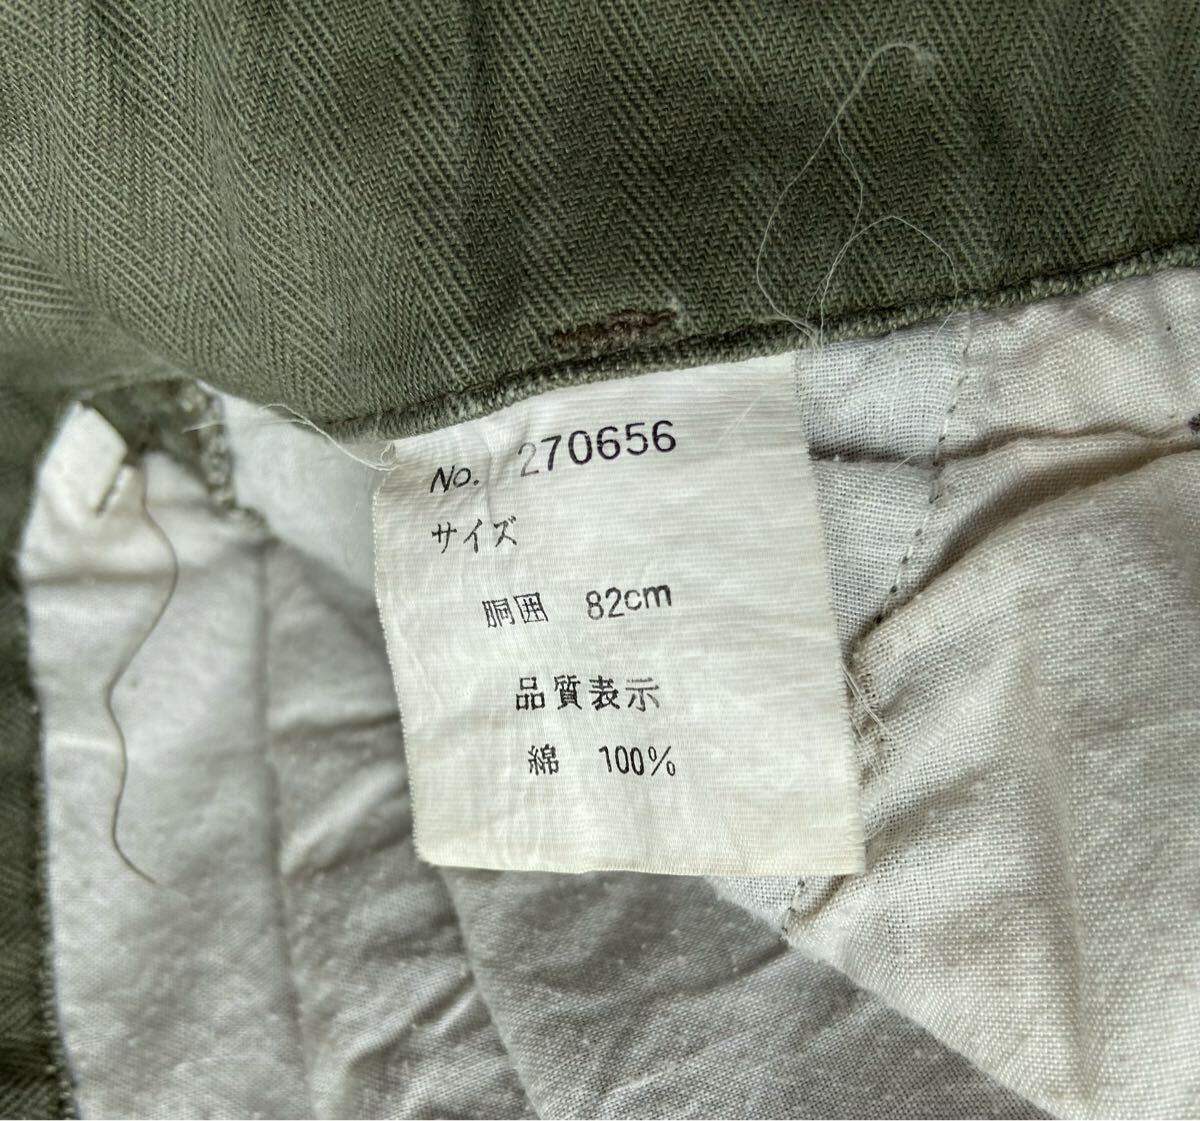 No. 270656
サイズ
胴囲 82cm
品質表示
綿 100%